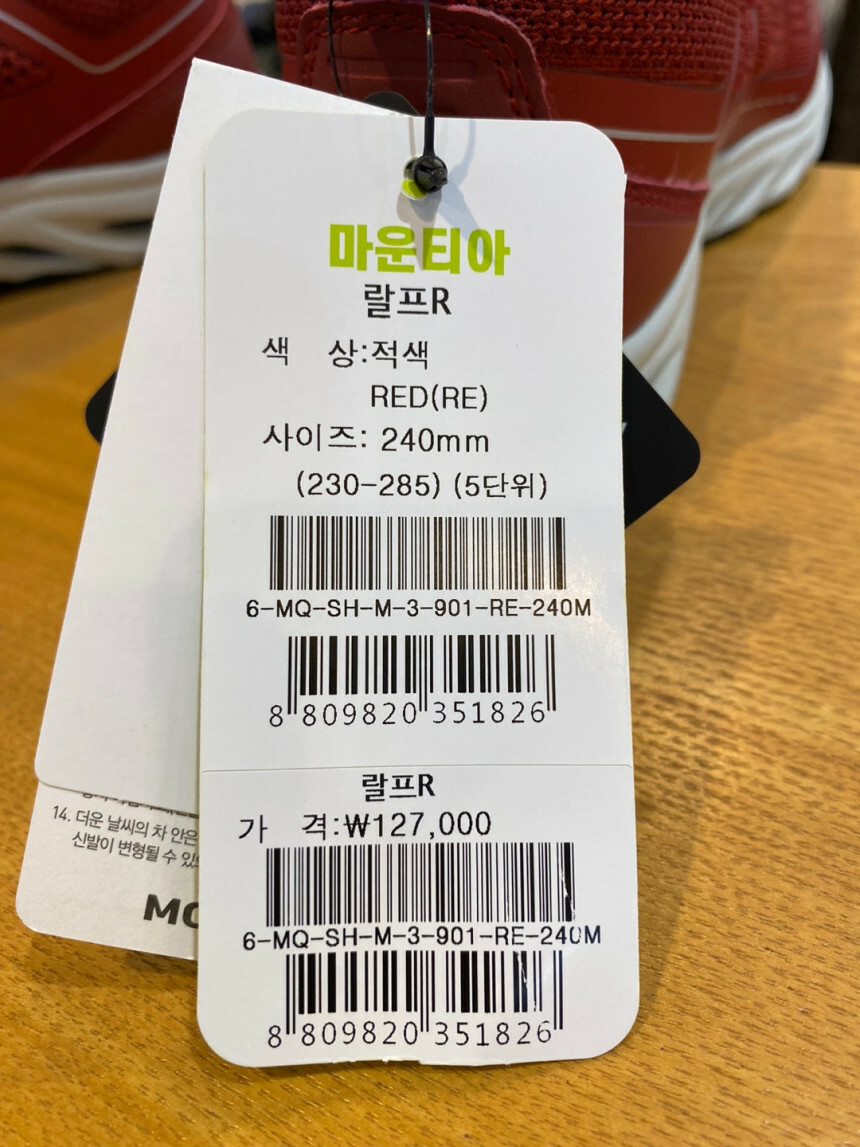 마운티아
랄프R
색 상:적색
RED(RE)
사이즈: 240mm
(230-285) (5단위)
6-MQ-SH-M-3-901-RE-240M
8 809820 351826
랄프R
가 격:₩127,000
6-MQ-SH-M-3-901-RE-240M
8 809820 351826
14. 더운 날씨의 차 안은
신발이 변형될 수